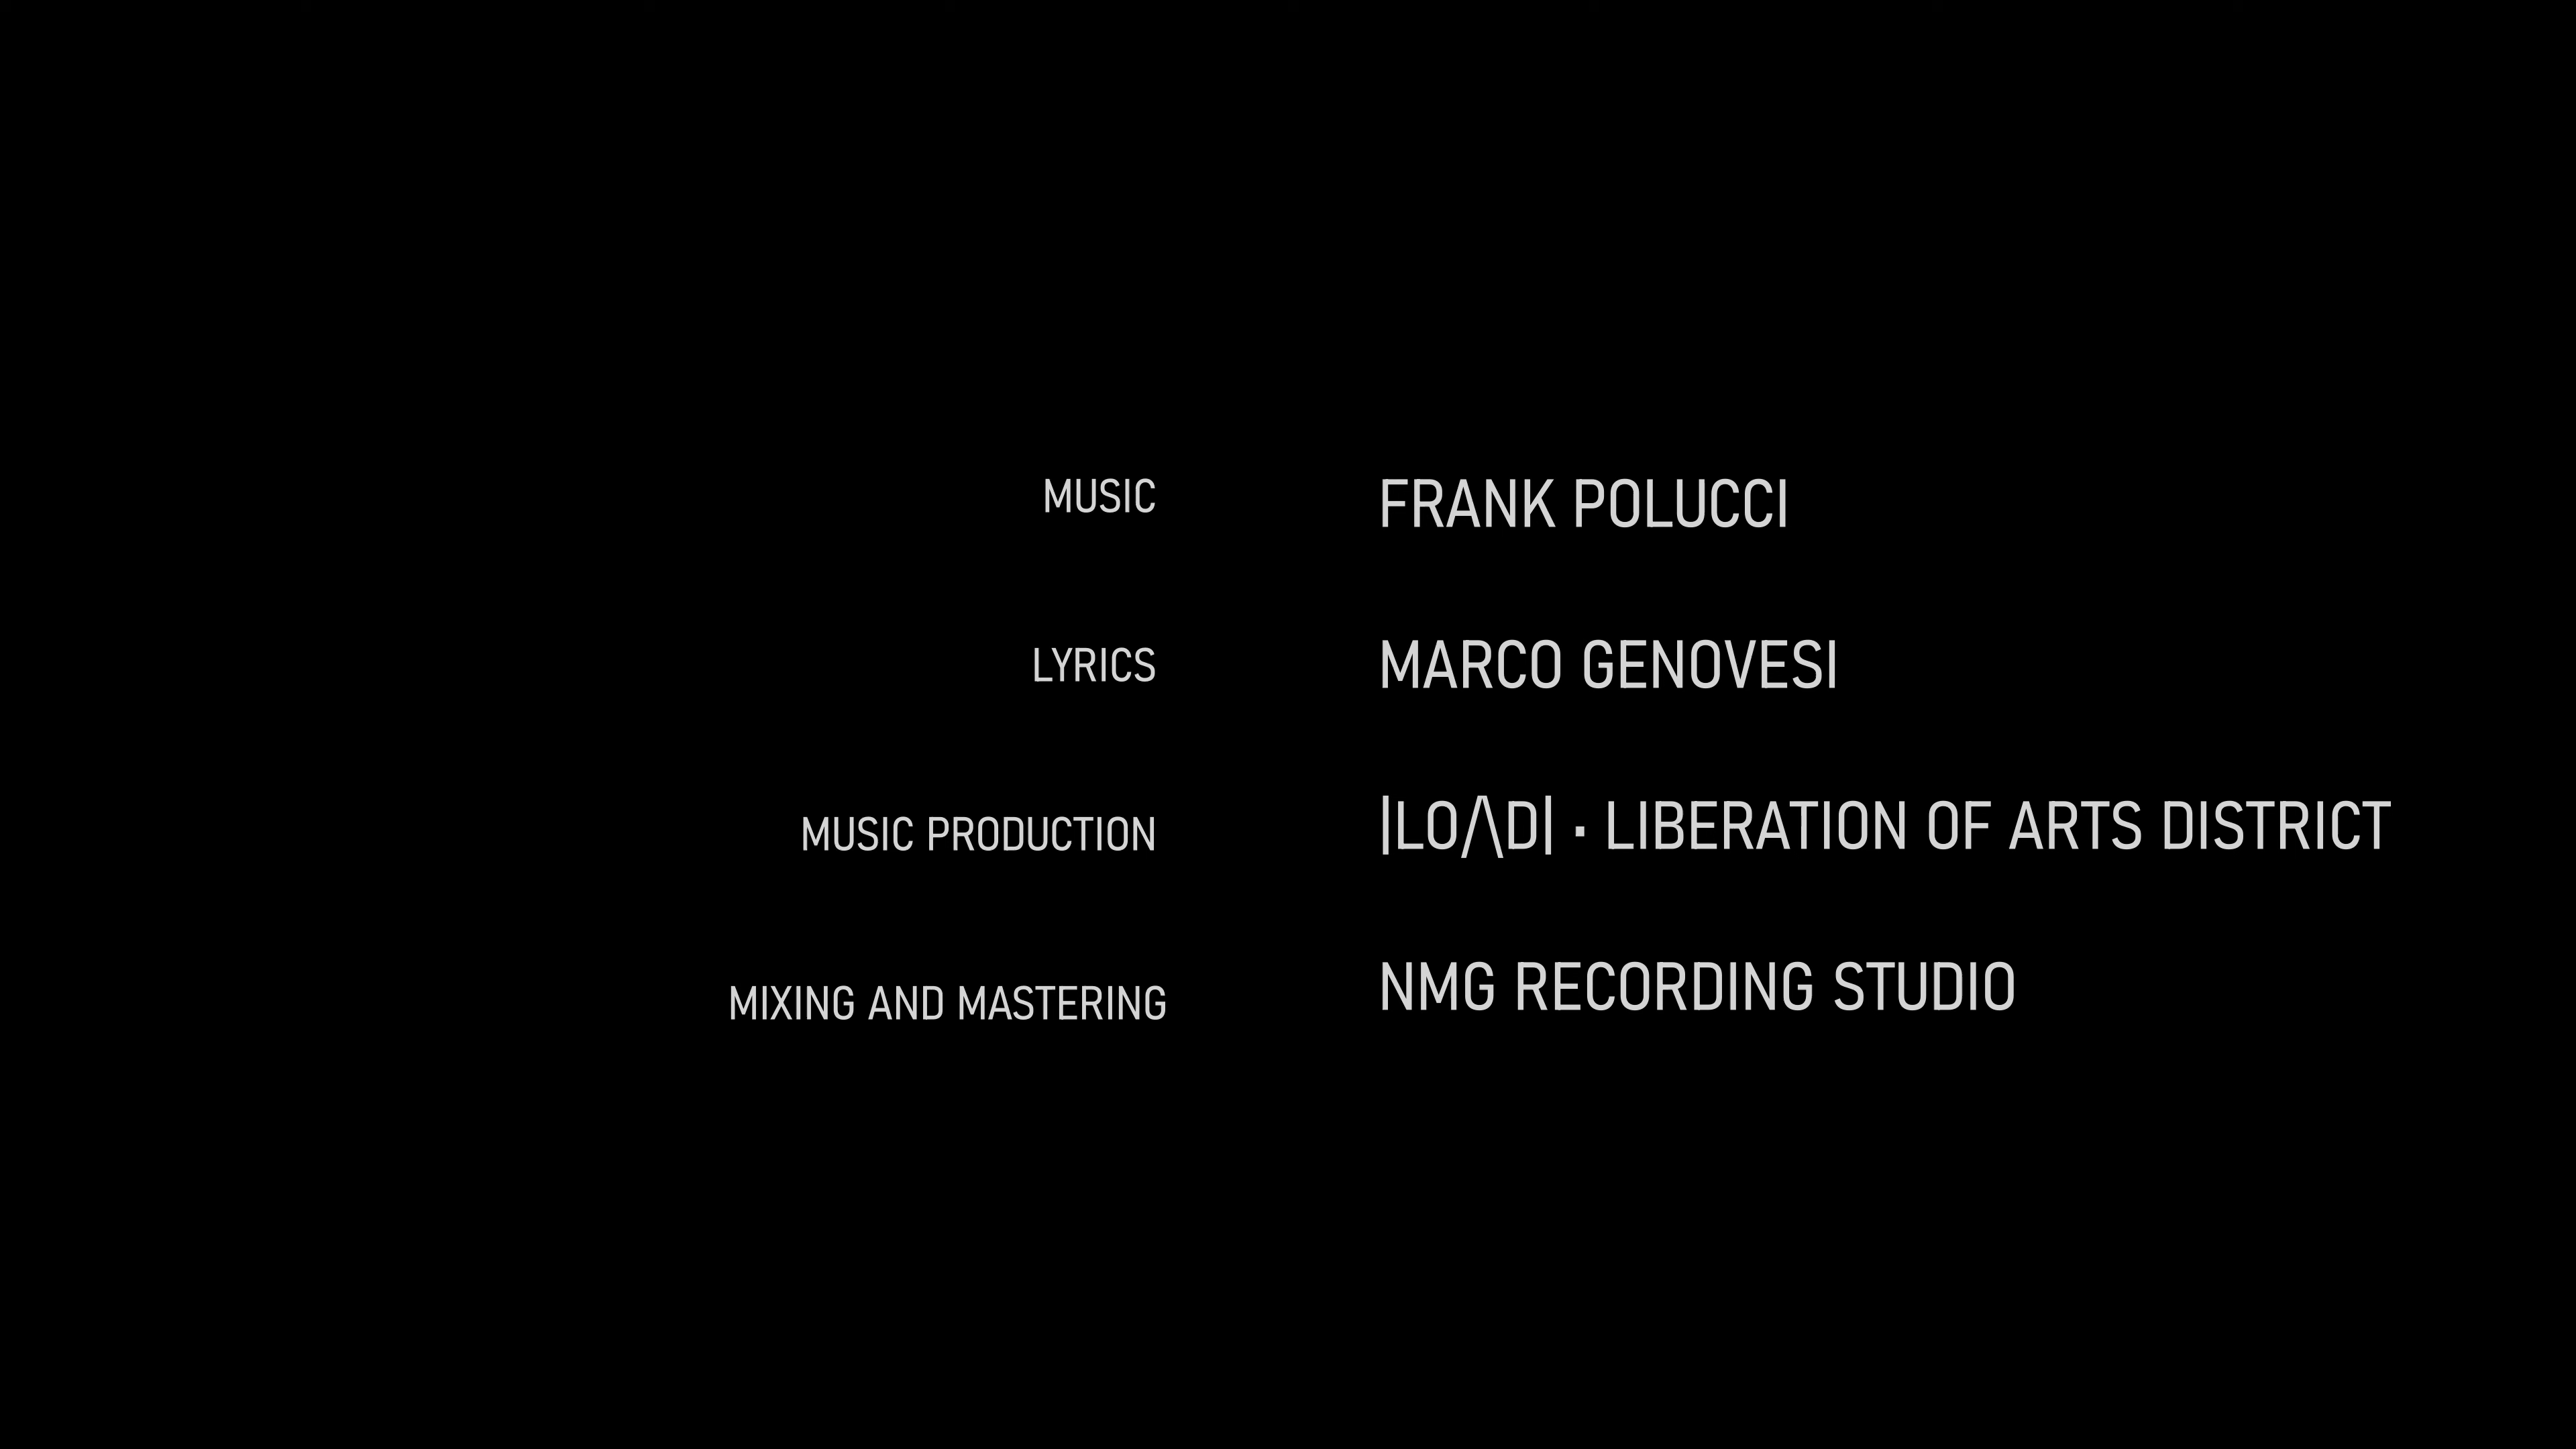 MUSIC FRANK POLUCCI
LYRICS MARCO GENOVESI
MUSIC PRODUCTION |LO/\D| · LIBERATION OF ARTS DISTRICT
MIXING AND MASTERING NMG RECORDING STUDIO